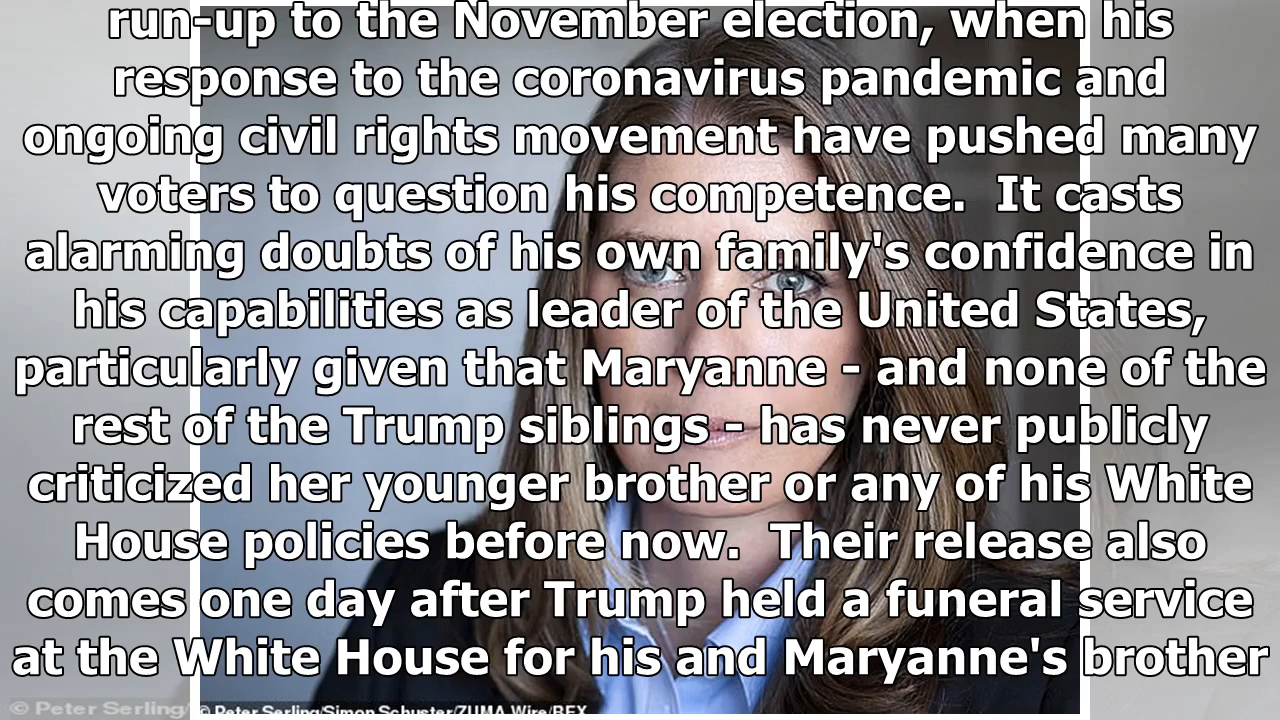 run-up to the November election, when his
response to the coronavirus pandemic and
ongoing civil rights movement have pushed many
voters to question his competence.  It casts
alarming doubts of his own family's confidence in
his capabilities as leader of the United States,
particularly given that Maryanne - and none of the
rest of the Trump siblings - has never publicly
criticized her younger brother or any of his White
House policies before now.  Their release also
comes one day after Trump held a funeral service
at the White House for his and Maryanne's brother
© Peter Serling/
© Peter Serling/Simon Schuster/ZUMA Wire/REX